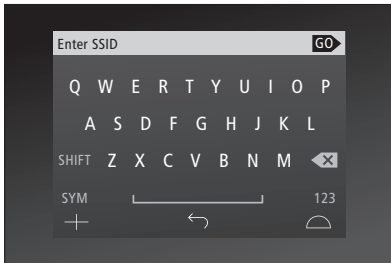 Enter SSID GO
Q W E R T Y U I O P
A S D F G H J K L
SHIFT Z X C V B N M
SYM 123